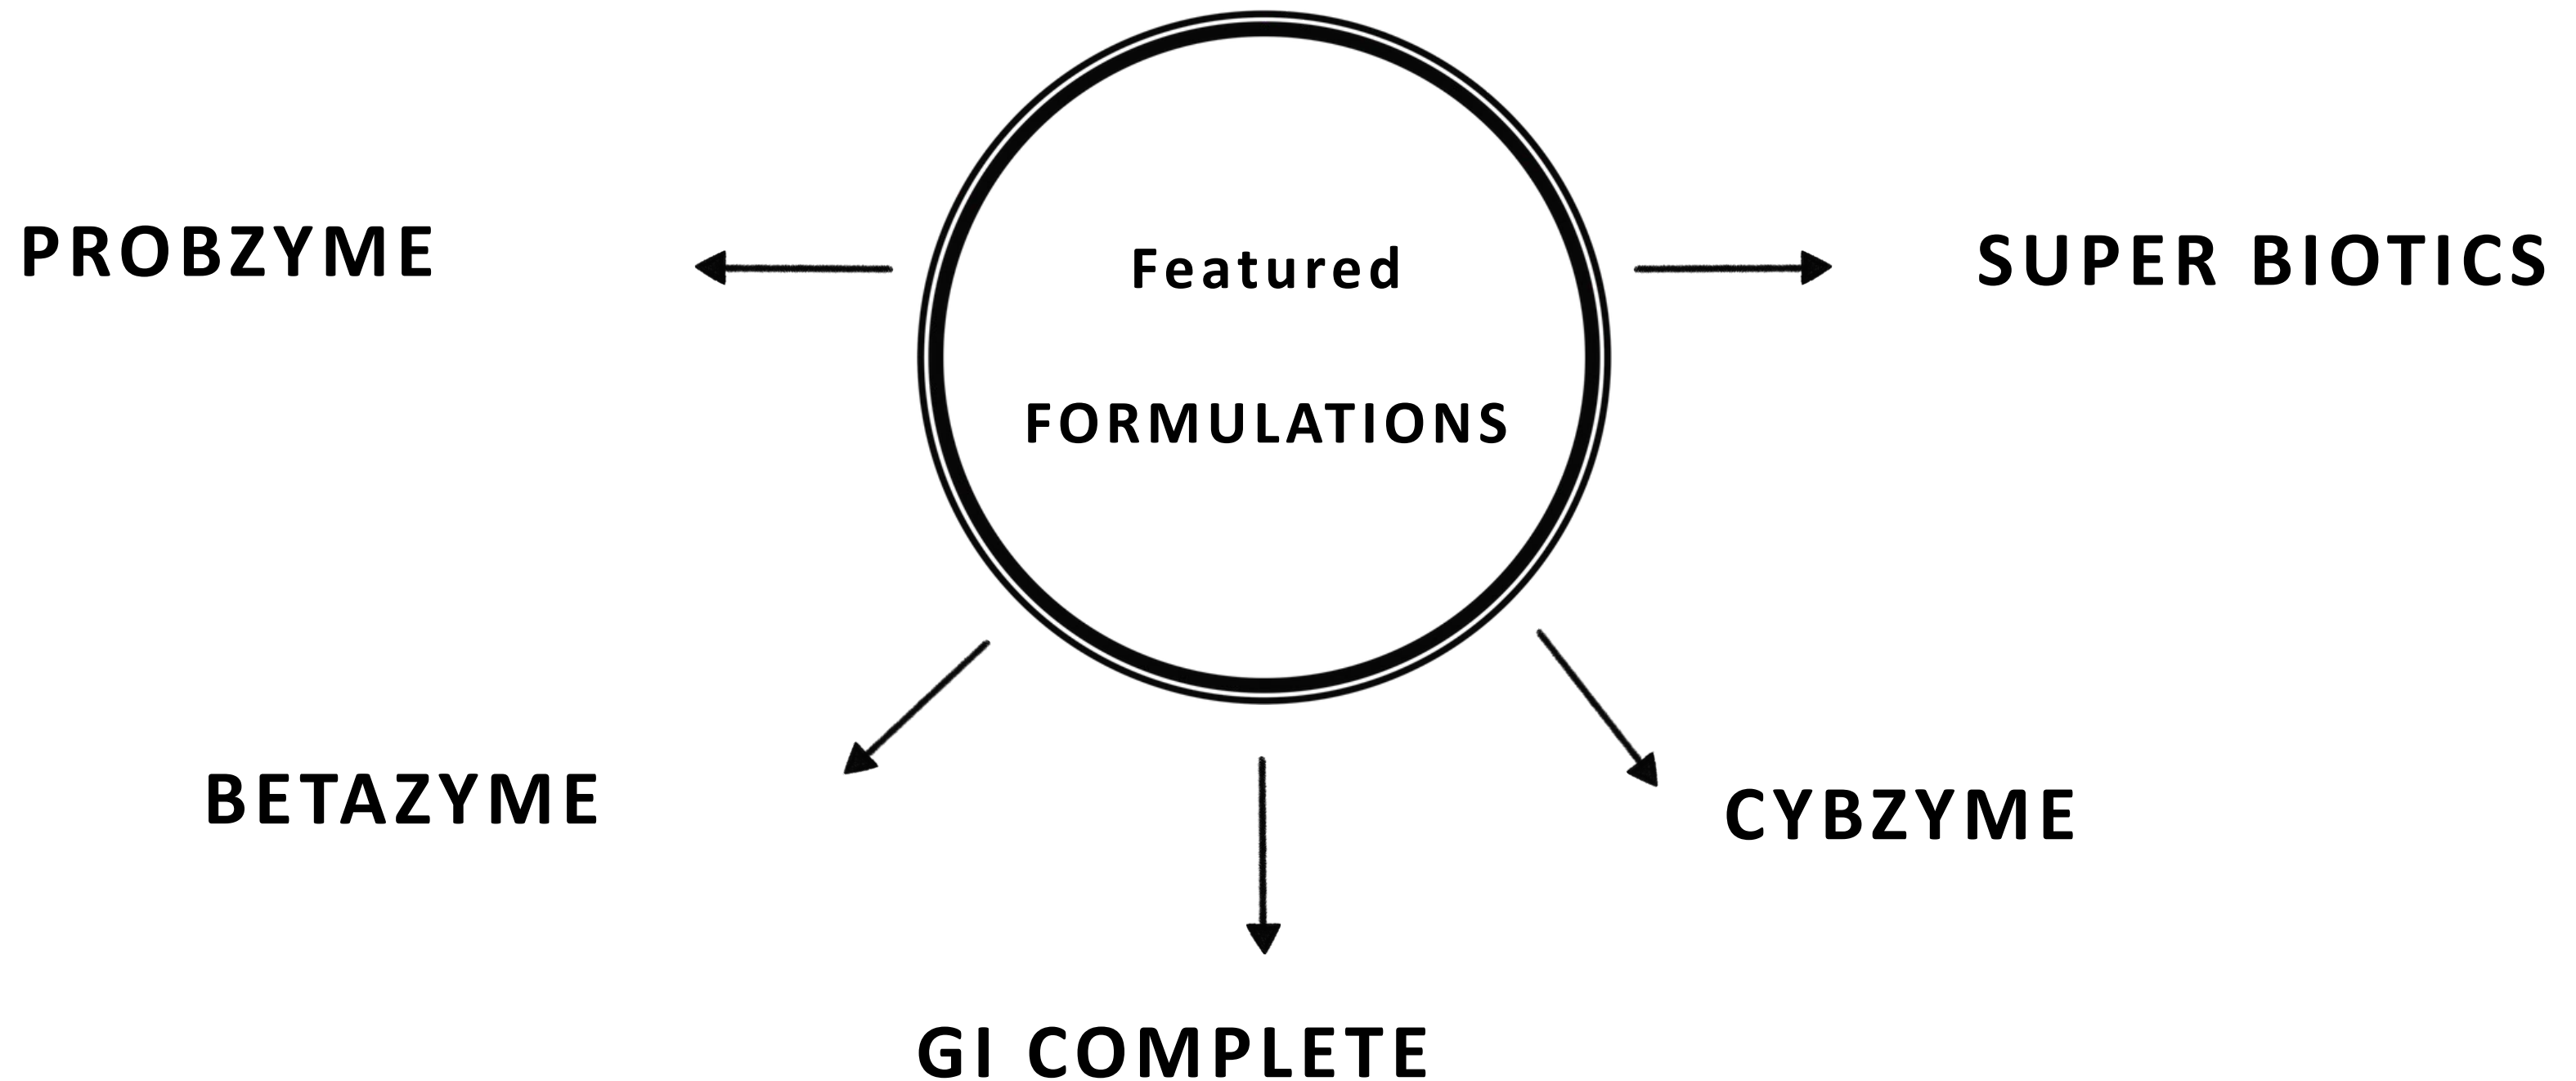 PROBZYME
Featured
FORMULATIONS
SUPER BIOTICS
BETAZYME
CYBZYME
GI COMPLETE